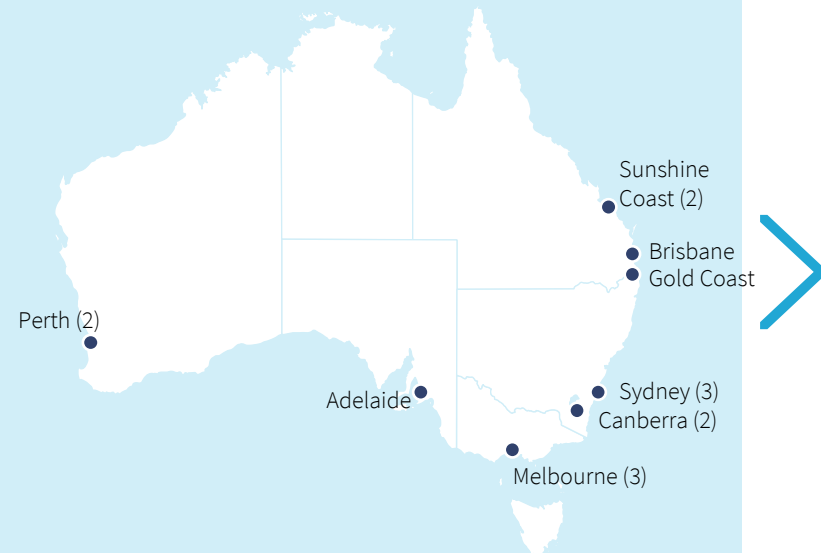 Sunshine
Coast (2)
Brisbane
Gold Coast
Perth (2)
Adelaide
Sydney (3)
Canberra (2)
Melbourne (3)